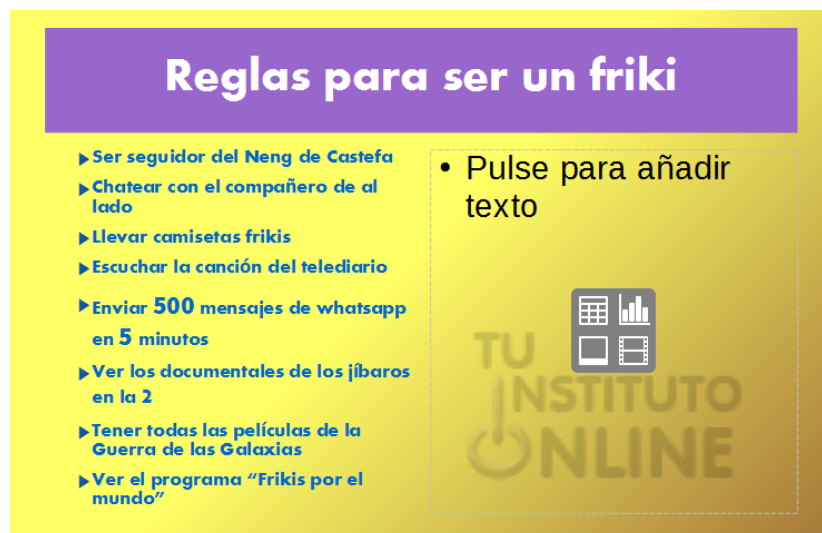 Reglas para ser un friki
Ser seguidor del Neng de Castefa
Chatear con el compañero de al
lado
Llevar camisetas frikis
Escuchar la canción del telediario
Enviar 500 mensajes de whatsapp
en 5 minutos
Ver los documentales de los jíbaros
en la 2
Tener todas las películas de la
Guerra de las Galaxias
Ver el programa “Frikis por el
mundo”
• Pulse para añadir
texto
TU
INSTITUTO
ONLINE